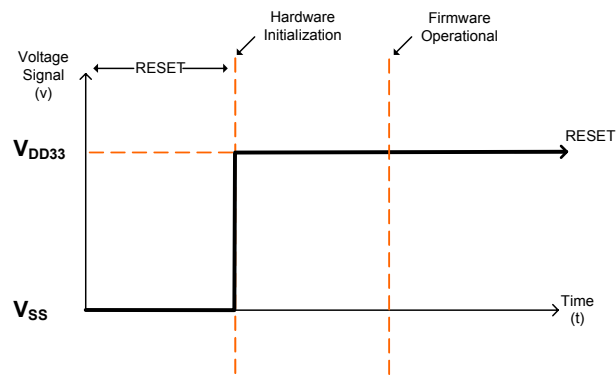 Hardware
Initialization
Firmware
Operational
Voltage
Signal
(v)
RESET
VDD33
RESET
VSS
Time
(t)